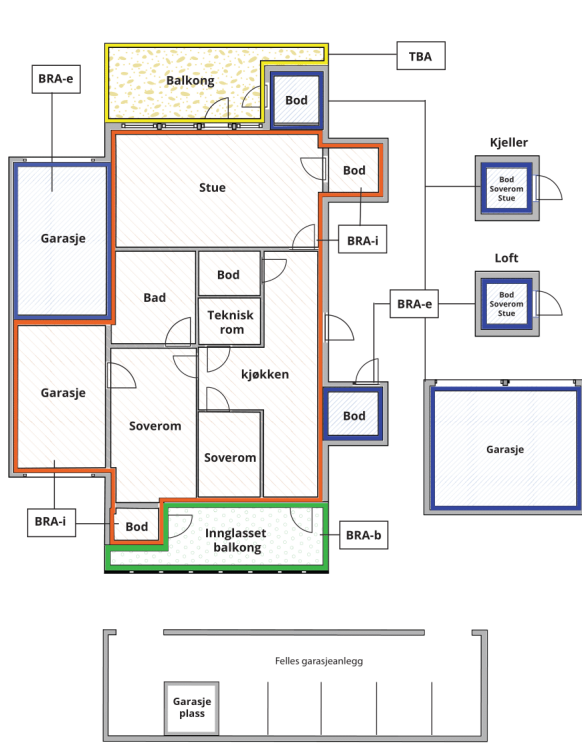 TBA
BRA-e
Balkong
Bod
Kjeller
Stue
Bod
Bod
Soverom
Stue
Garasje
BRA-i
Loft
Bod
Bad
Teknisk
rom
BRA-e
Bod
Soverom
Stue
Garasje
kjøkken
Soverom
Bod
Soverom
Garasje
BRA-i
Bod
Innglasset
balkong
BRA-b
Felles garasjeanlegg
Garasje
plass